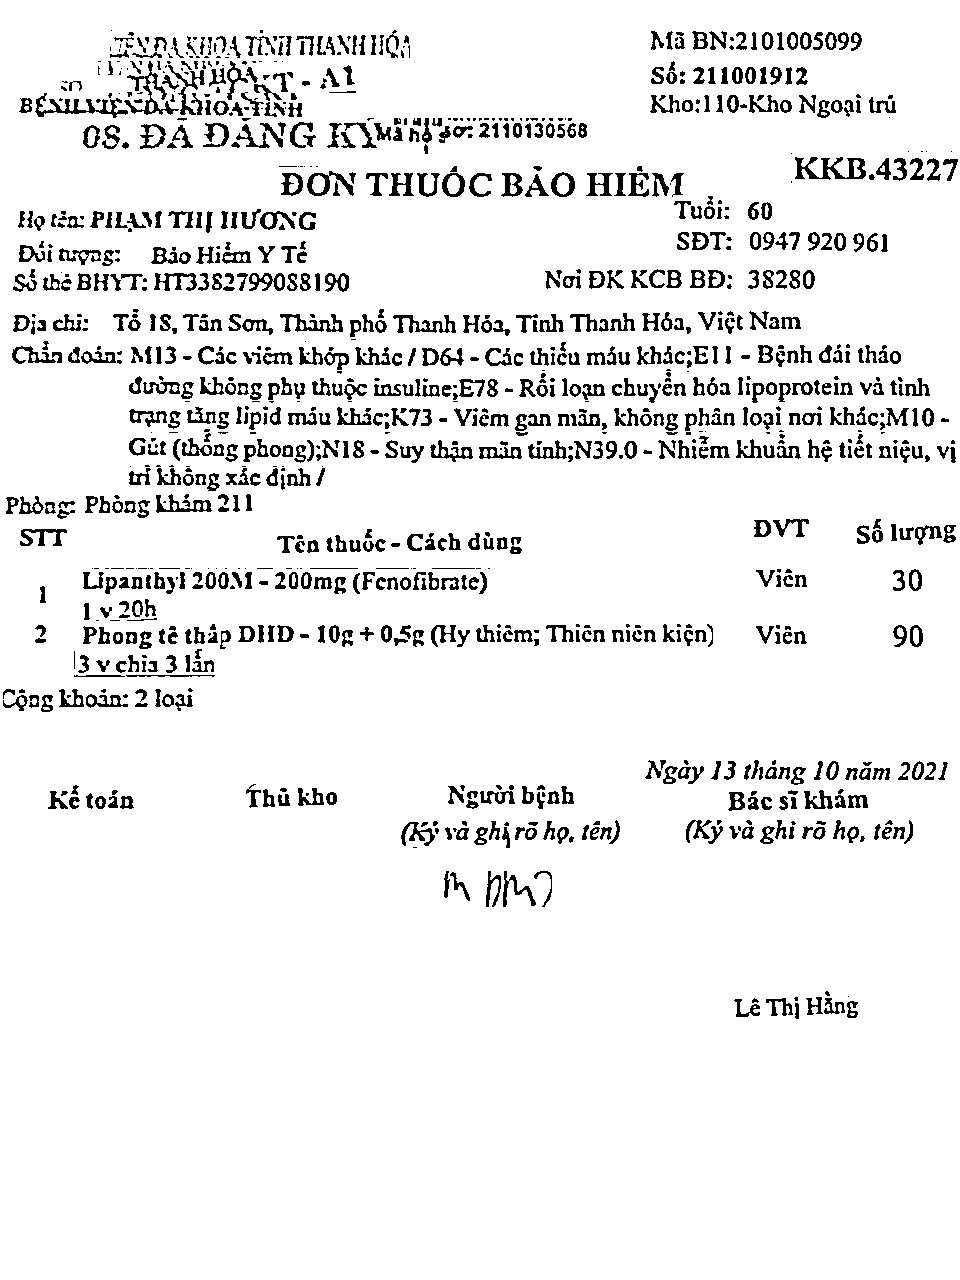 ĐA KHOA TỈNH THANH HÓA
THANH HÓA
A1
BỆNH VIỆN ĐA KHOA TỈNH
08. ĐÃ ĐĂNG KÝ 2110130568
Mã BN:2101005099
Số: 211001912
Kho:110-Kho Ngoại trú
KKB.43227
ĐƠN THUỐC BẢO HIỂM
Họ tên: PHẠM THỊ HƯƠNG
Tuổi: 60
Đối tượng: Bảo Hiểm Y Tế
SĐT: 0947 920 961
Số thẻ BHYT: HT3382799088190
Nơi ĐK KCB BĐ: 38280
Địa chỉ: Tổ 18, Tân Sơn, Thành phố Thanh Hóa, Tỉnh Thanh Hóa, Việt Nam
Chẩn đoán: M13 - Các viêm khớp khác / D64 - Các thiếu máu khác;E11 - Bệnh đái tháo
đường không phụ thuộc insuline;E78 - Rối loạn chuyển hóa lipoprotein và tình
trạng tăng lipid máu khác;K73 - Viêm gan mãn, không phân loại nơi khác;M10 -
Gút (thống phong);N18 - Suy thận mãn tính;N39.0 - Nhiễm khuẩn hệ tiết niệu, vị
trí không xác định /
Phòng: Phòng khám 211
STT Tên thuốc - Cách dùng ĐVT Số lượng
1 Lipanthyl 200M - 200mg (Fenofibrate) Viên 30
1 v 20h
2 Phong tê thấp DHD - 10g + 0,5g (Hy thiêm; Thiên niên kiện) Viên 90
3 v chia 3 lần
Cộng khoản: 2 loại
Ngày 13 tháng 10 năm 2021
Kế toán Thủ kho Người bệnh Bác sĩ khám
(Ký và ghi rõ họ, tên) (Ký và ghi rõ họ, tên)
Lê Thị Hằng